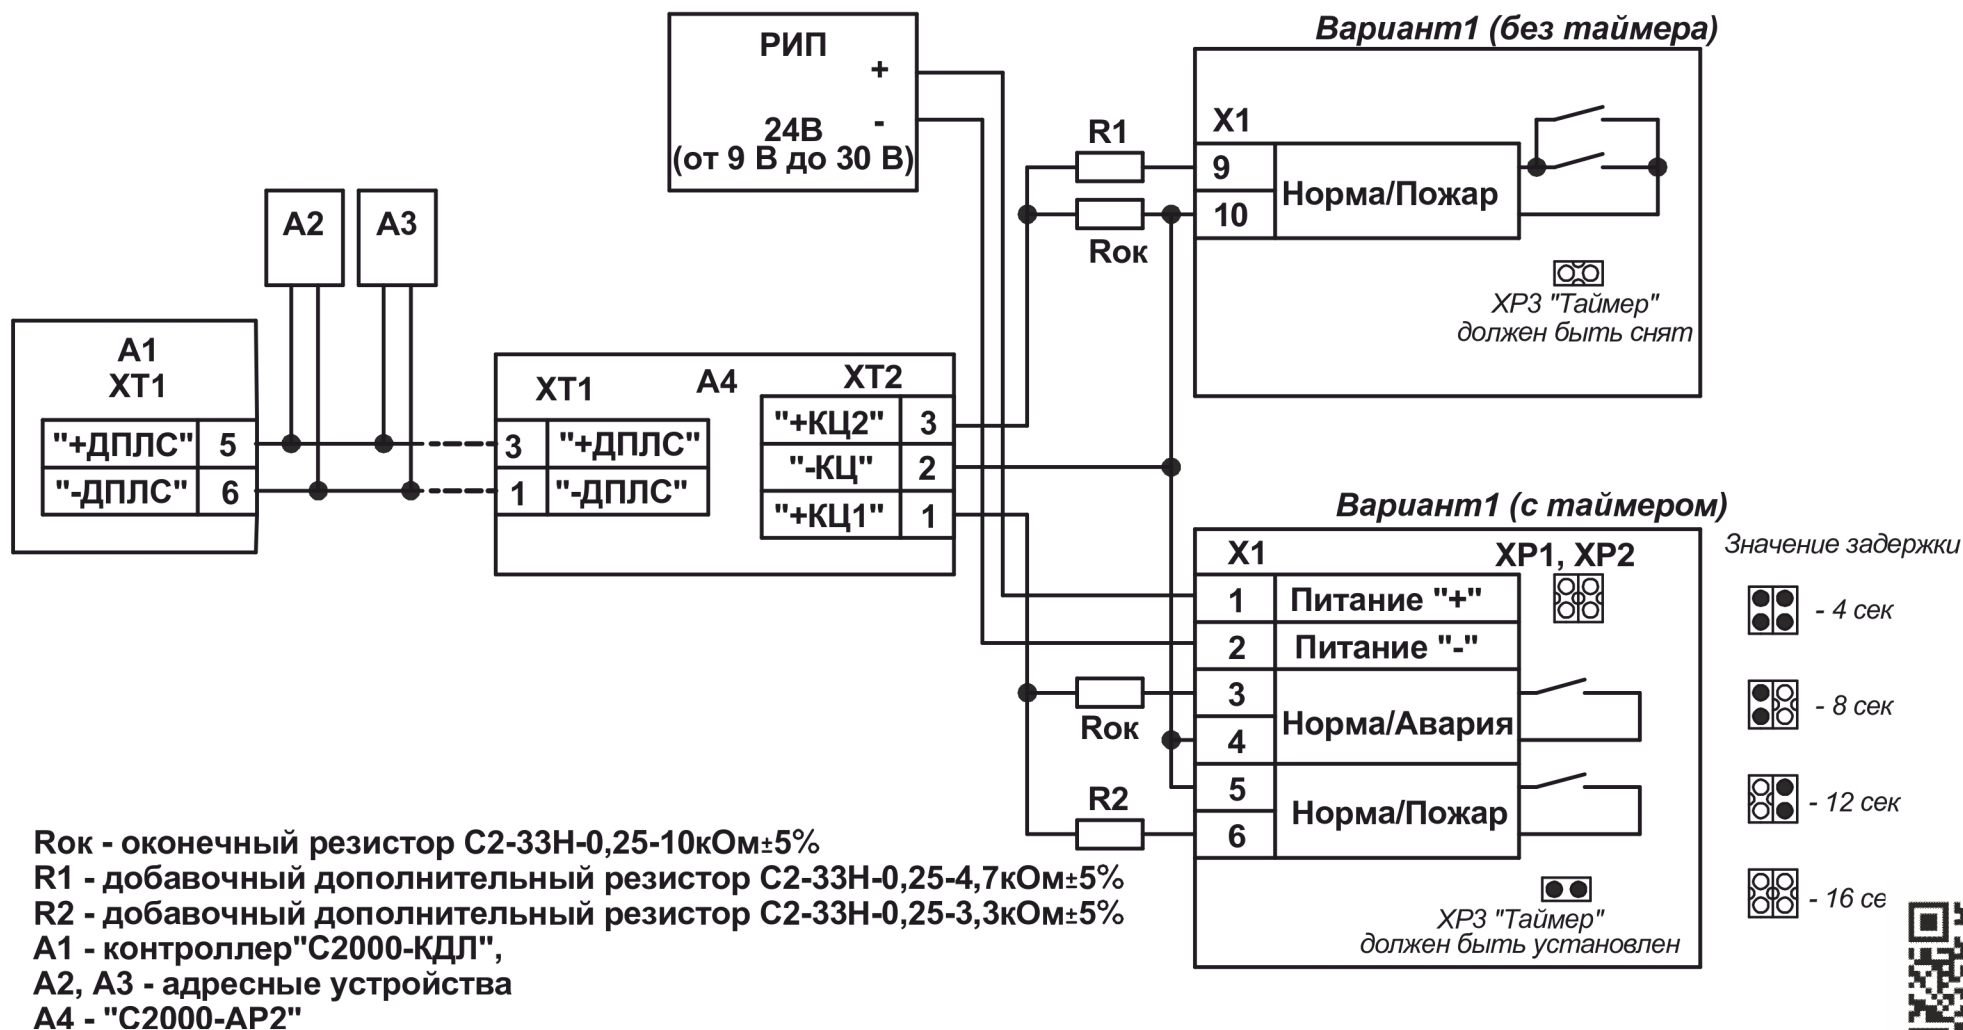 РИП
+
24В
-
(от 9 В до 30 В)
Вариант1 (без таймера)
X1
9
10
Норма/Пожар
XP3 "Таймер"
должен быть снят
R1
Rок
A2
A3
A1
XT1
"+ДПЛС" 5
"-ДПЛС" 6
XT1
A4
XT2
3 "+ДПЛС"
1 "-ДПЛС"
"+КЦ2" 3
"-КЦ" 2
"+КЦ1" 1
Вариант1 (с таймером)
X1
XP1, XP2
1 Питание "+"
2 Питание "-"
3
Норма/Авария
4
5
Норма/Пожар
6
Rок
R2
XP3 "Таймер"
должен быть установлен
Значение задержки
- 4 сек
- 8 сек
- 12 сек
- 16 се
Rок - оконечный резистор С2-33Н-0,25-10кОм±5%
R1 - добавочный дополнительный резистор С2-33Н-0,25-4,7кОм±5%
R2 - добавочный дополнительный резистор С2-33Н-0,25-3,3кОм±5%
А1 - контроллер"С2000-КДЛ",
А2, А3 - адресные устройства
А4 - "С2000-АР2"